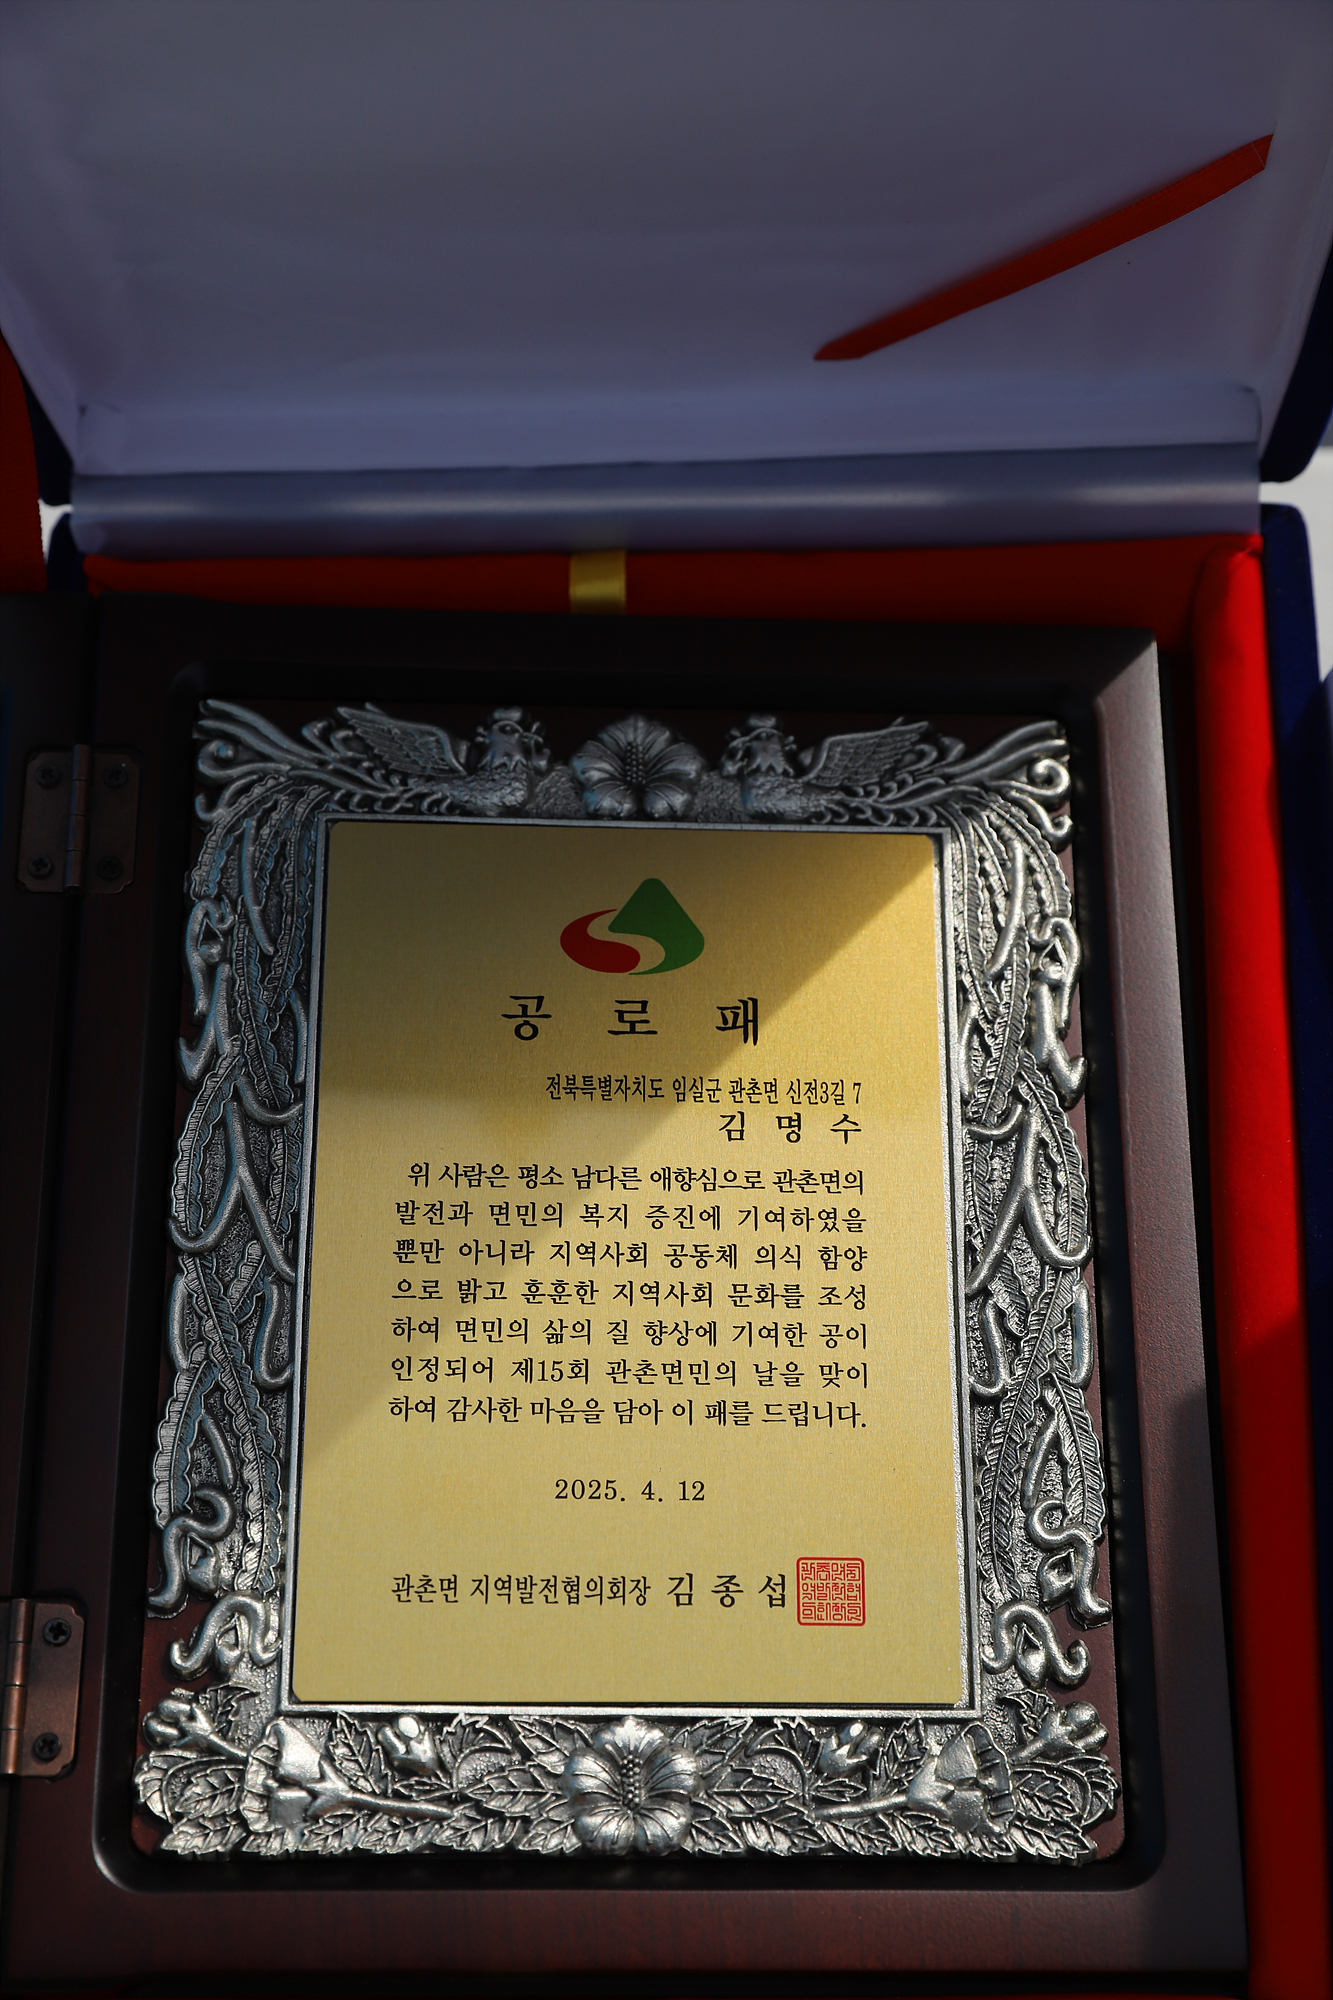 공 로 패
전북특별자치도 임실군 관촌면 신전3길 7
김 명 수
위 사람은 평소 남다른 애향심으로 관촌면의
발전과 면민의 복지 증진에 기여하였을
뿐만 아니라 지역사회 공동체 의식 함양
으로 밝고 훈훈한 지역사회 문화를 조성
하여 면민의 삶의 질 향상에 기여한 공이
인정되어 제15회 관촌면민의 날을 맞이
하여 감사한 마음을 담아 이 패를 드립니다.
2025. 4. 12
관촌면 지역발전협의회장 김 종 섭